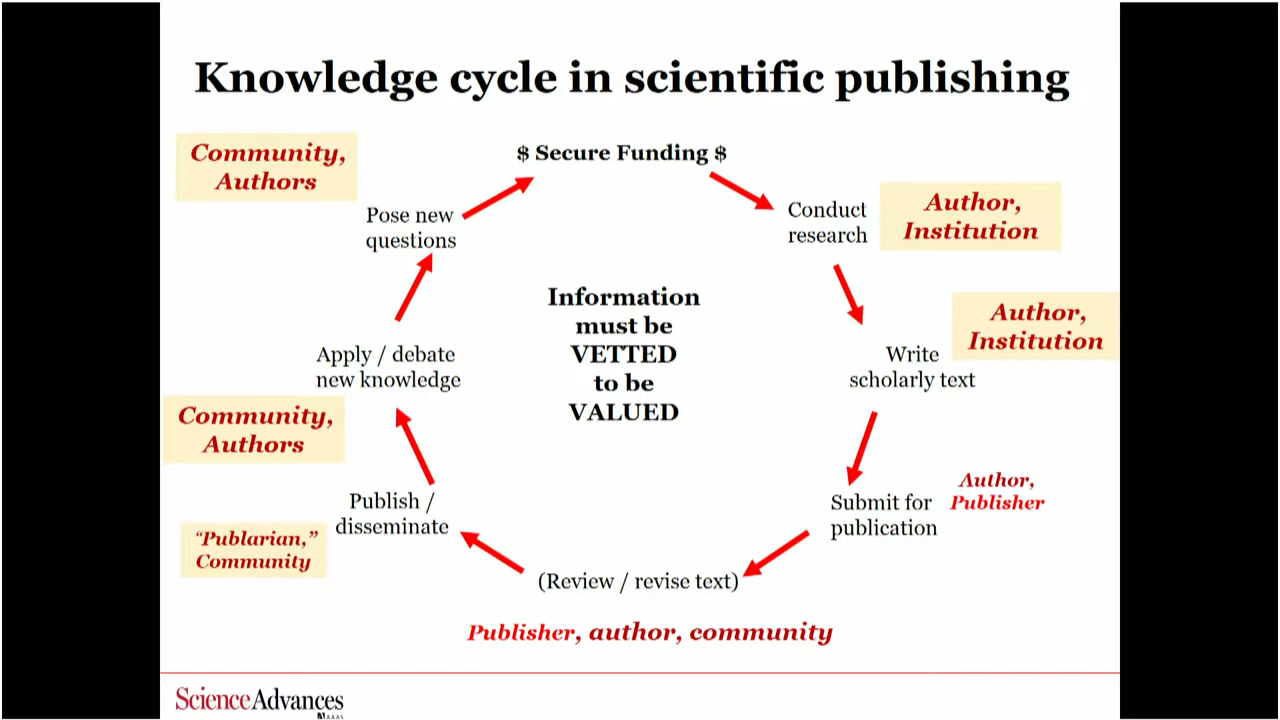 Knowledge cycle in scientific publishing
$ Secure Funding $
Conduct
research
Author,
Institution
Write
scholarly text
Author,
Institution
Submit for
publication
Author,
Publisher
(Review / revise text)
Publisher, author, community
Publish /
disseminate
“Publarian,”
Community
Apply / debate
new knowledge
Community,
Authors
Pose new
questions
Community,
Authors
Information
must be
VETTED
to be
VALUED
ScienceAdvances
AAAS